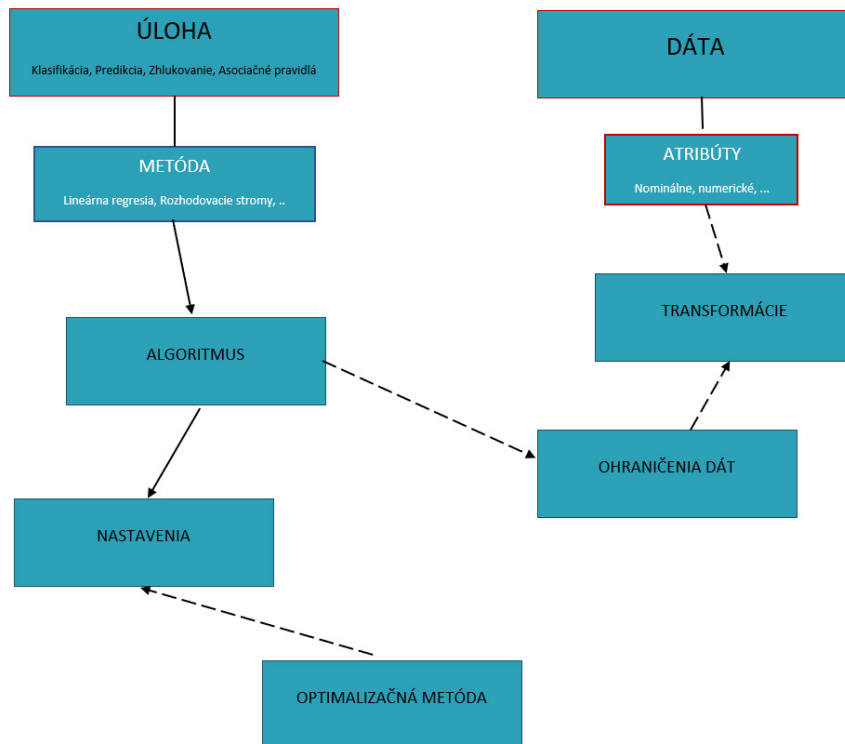 ÚLOHA
Klasifikácia, Predikcia, Zhlukovanie, Asociačné pravidlá
DÁTA
METÓDA
Lineárna regresia, Rozhodovacie stromy, ..
ATRIBÚTY
Nominálne, numerické, ...
TRANSFORMÁCIE
ALGORITMUS
OHRANIČENIA DÁT
NASTAVENIA
OPTIMALIZAČNÁ METÓDA